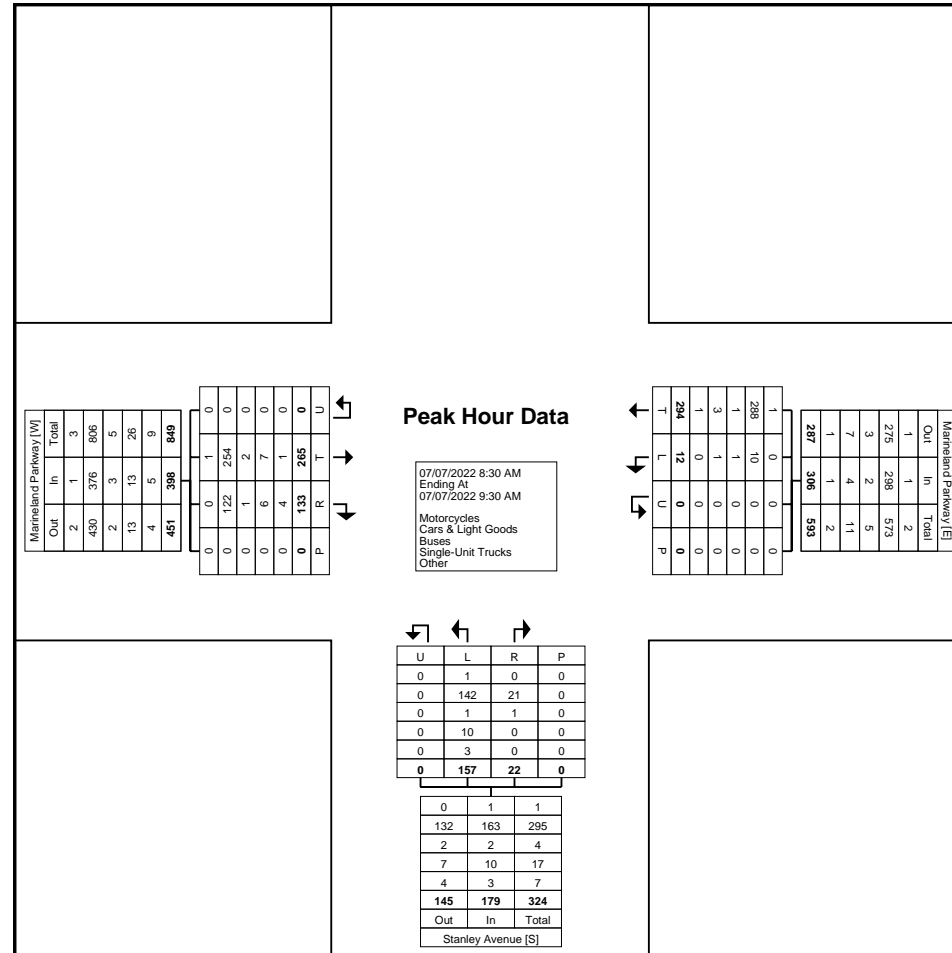 Peak Hour Data
07/07/2022 8:30 AM
Ending At
07/07/2022 9:30 AM
Motorcycles
Cars & Light Goods
Buses
Single-Unit Trucks
Other
Marineland Parkway [W]
Out In Total
2 1 3
430 376 806
2 3 5
13 13 26
4 5 9
451 398 849
0 0 1 0
0 122 254 0
0 1 2 0
0 6 7 0
0 4 1 0
0 133 265 0
P R T U
Marineland Parkway [E]
Out In Total
1 1 2
275 298 573
3 2 5
7 4 11
1 1 2
287 306 593
1 0 0 0
288 10 0 0
1 1 0 0
3 1 0 0
1 0 0 0
294 12 0 0
T L U P
U L R P
0 1 0 0
0 142 21 0
0 1 1 0
0 10 0 0
0 3 0 0
0 157 22 0
0 1 1
132 163 295
2 2 4
7 10 17
4 3 7
145 179 324
Out In Total
Stanley Avenue [S]